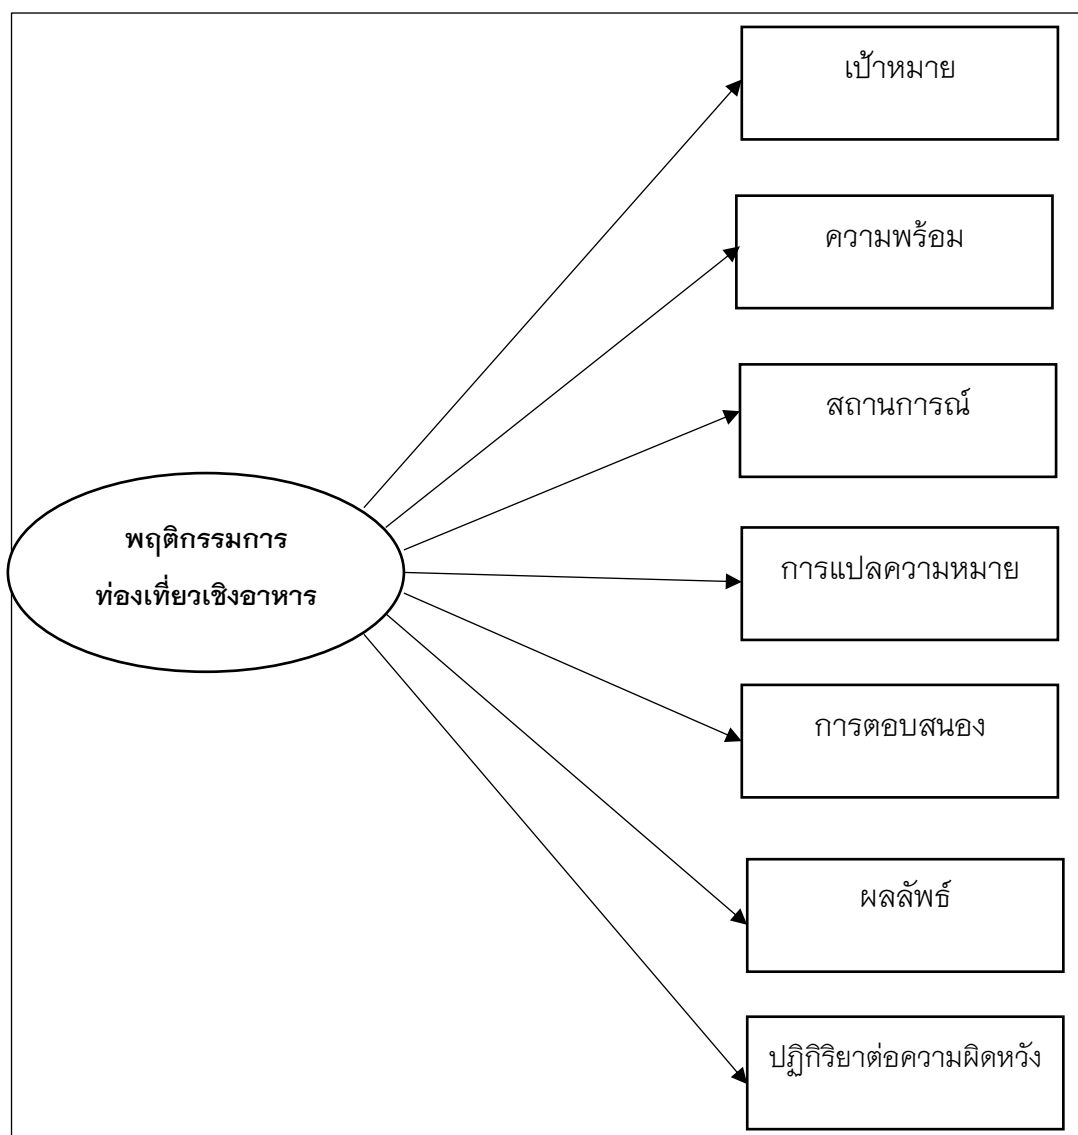 เป้าหมาย
ความพร้อม
สถานการณ์
พฤติกรรมการ
ท่องเที่ยวเชิงอาหาร
การแปลความหมาย
การตอบสนอง
ผลลัพธ์
ปฏิกิริยาต่อความผิดหวัง